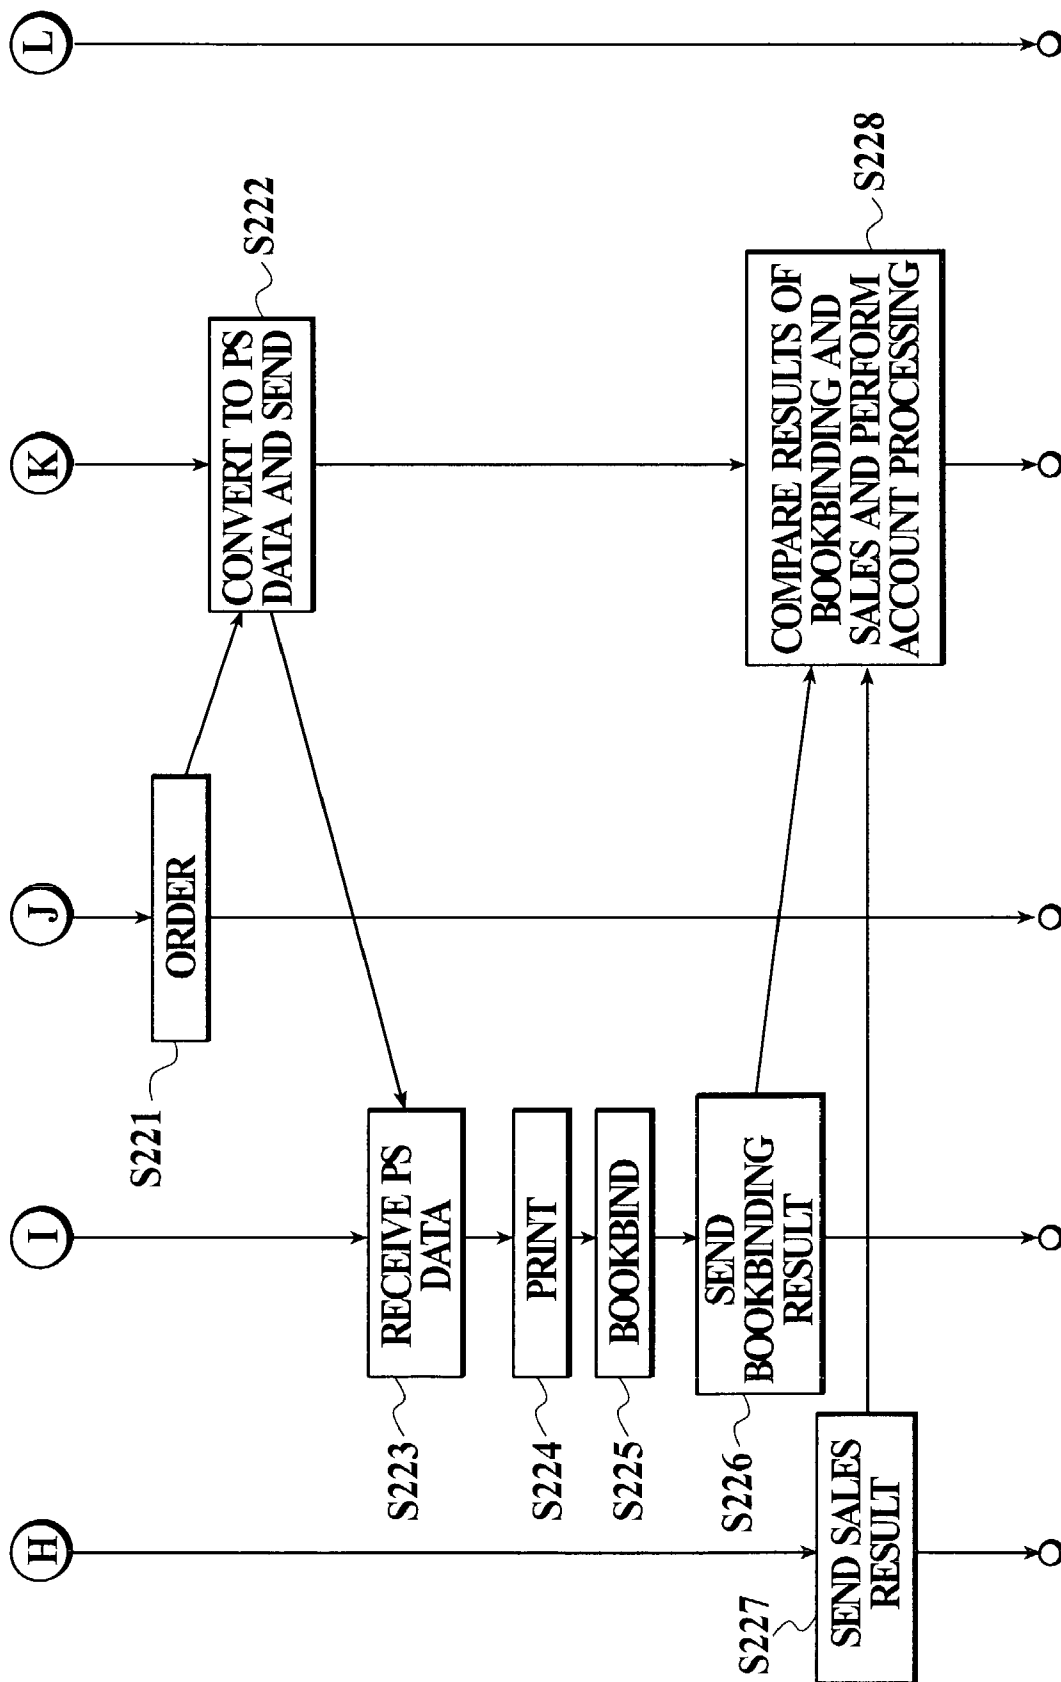 H
I
J
K
L
S221
ORDER
S222
CONVERT TO PS
DATA AND SEND
S223
RECEIVE PS
DATA
S224
PRINT
S225
BOOKBIND
S226
SEND
BOOKBINDING
RESULT
S227
SEND SALES
RESULT
S228
COMPARE RESULTS OF
BOOKBINDING AND
SALES AND PERFORM
ACCOUNT PROCESSING